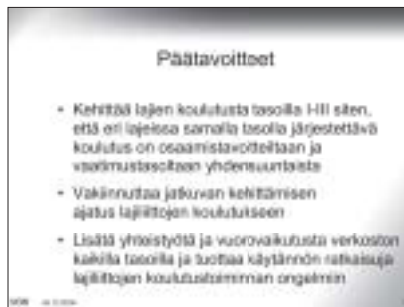 Päätavoitteet
• Kehittää lajien koulutusta tasoilla I-III siten,
että eri lajeissa samalla tasolla järjestettävä
koulutus on osaamistavoitteiltaan ja
vaatimustasoltaan yhdensuuntaista
• Vakiinnuttaa jatkuvan kehittämisen
ajatus lajiliittojen koulutukseen
• Lisätä yhteistyötä ja vuorovaikutusta verkoston
kaikilla tasoilla ja tuottaa käytännön ratkaisuja
lajiliittojen koulutustoiminnan ongelmiin